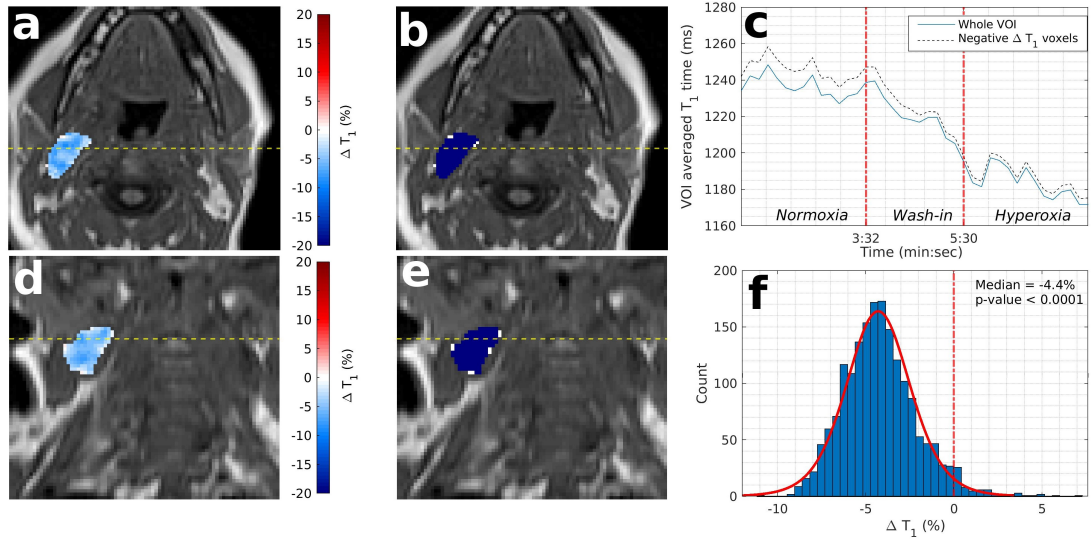 a
20
15
10
5
0
-5
-10
-15
-20
Δ T1 (%)
b
c
1280
1260
1240
1220
1200
1180
1160
VOI averaged T1 time (ms)
Whole VOI
Negative Δ T1 voxels
Normoxia Wash-in Hyperoxia
3:32 5:30
Time (min:sec)
d
20
15
10
5
0
-5
-10
-15
-20
Δ T1 (%)
e
f
200
150
100
50
0
Count
Median = -4.4%
p-value < 0.0001
-10 -5 0 5
Δ T1 (%)